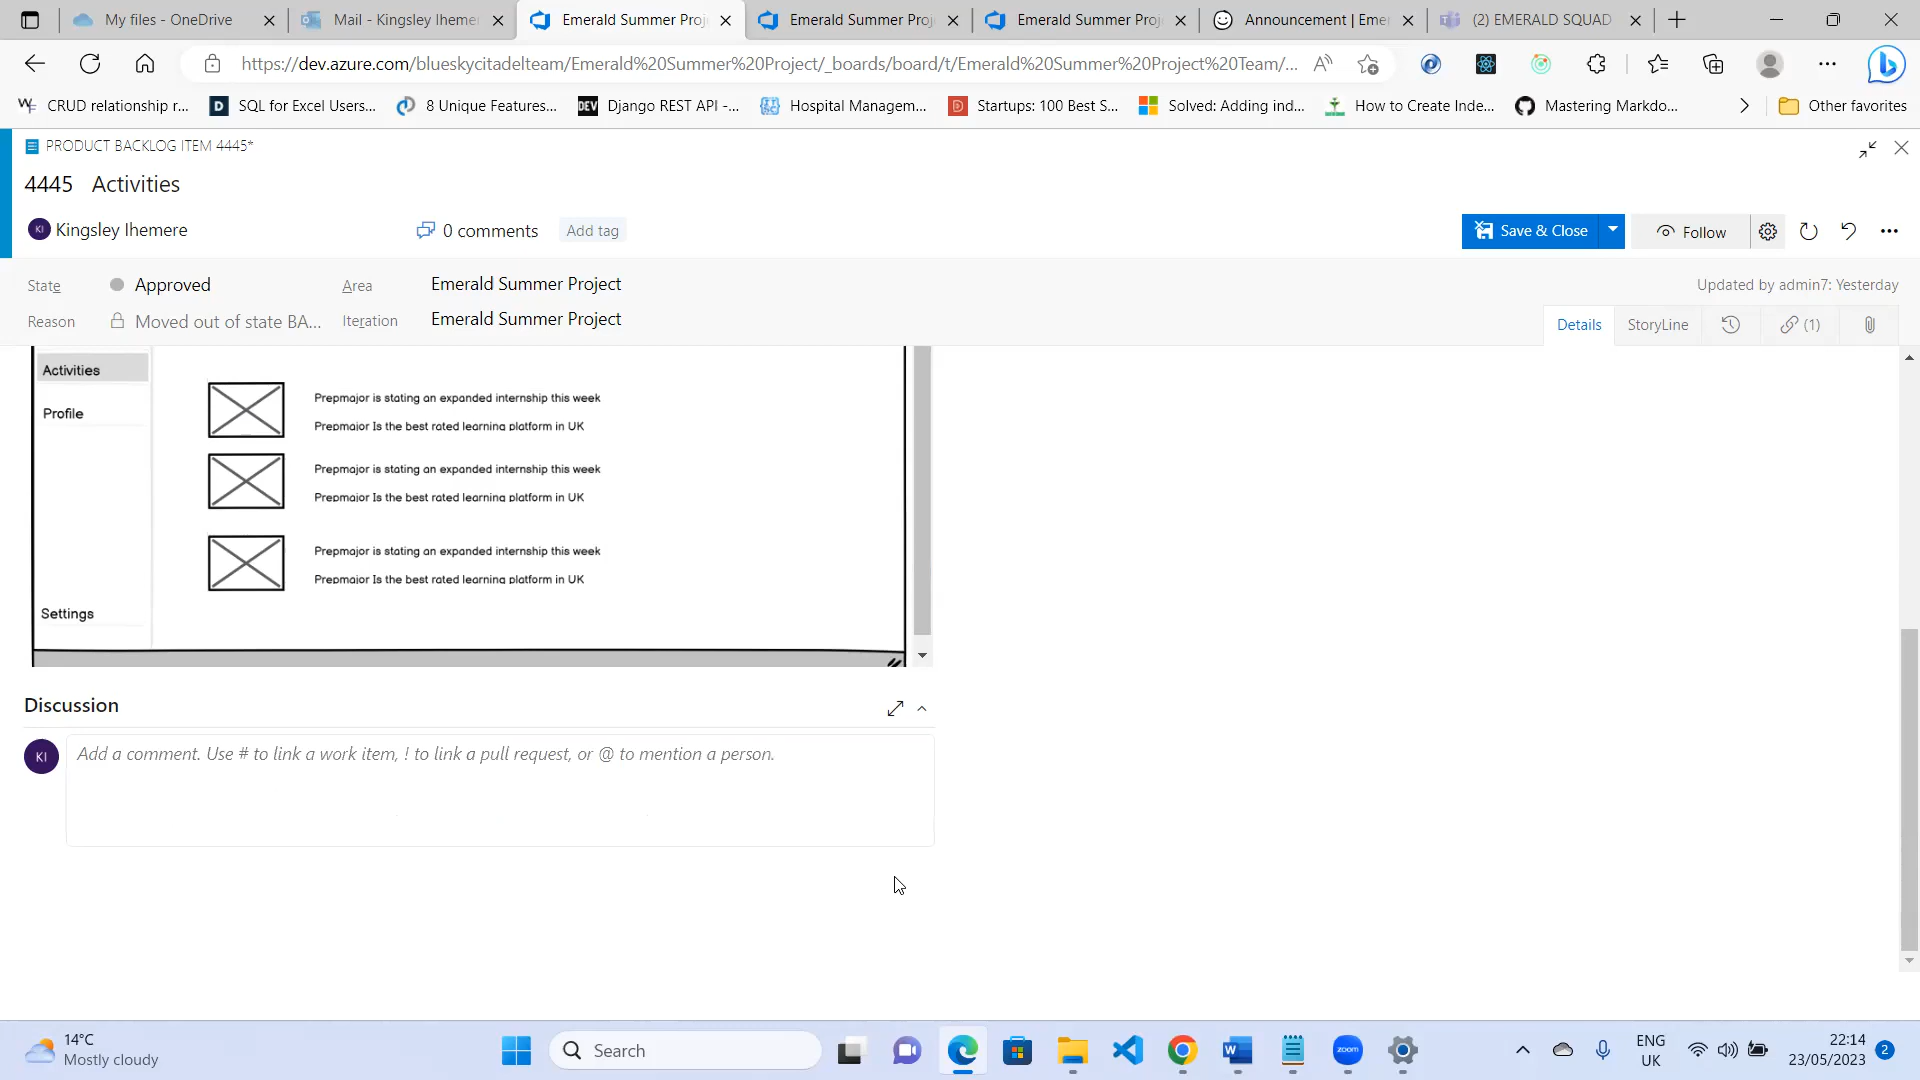 My files - OneDrive
Mail - Kingsley Iheme
Emerald Summer Proj
Emerald Summer Proj
Emerald Summer Proj
Announcement | Eme
(2) EMERALD SQUAD
https://dev.azure.com/blueskycitadelteam/Emerald%20Summer%20Project/_boards/board/t/Emerald%20Summer%20Project%20Team/...
CRUD relationship r...
SQL for Excel Users...
8 Unique Features...
Django REST API -...
Hospital Managem...
Startups: 100 Best S...
Solved: Adding ind...
How to Create Inde...
Mastering Markdo...
Other favorites
PRODUCT BACKLOG ITEM 4445*
4445 Activities
KI Kingsley Ihemere
0 comments
Add tag
Save & Close
Follow
State Approved
Area Emerald Summer Project
Updated by admin7: Yesterday
Reason Moved out of state BA...
Iteration Emerald Summer Project
Details
StoryLine
(1)
Activities
Profile
Settings
Prepmajor is stating an expanded internship this week
Prepmajor Is the best rated learning platform in UK
Prepmajor is stating an expanded internship this week
Prepmajor Is the best rated learning platform in UK
Prepmajor is stating an expanded internship this week
Prepmajor Is the best rated learning platform in UK
Discussion
KI
Add a comment. Use # to link a work item, ! to link a pull request, or @ to mention a person.
14°C
Mostly cloudy
Search
zoom
ENG
UK
22:14
23/05/2023
2